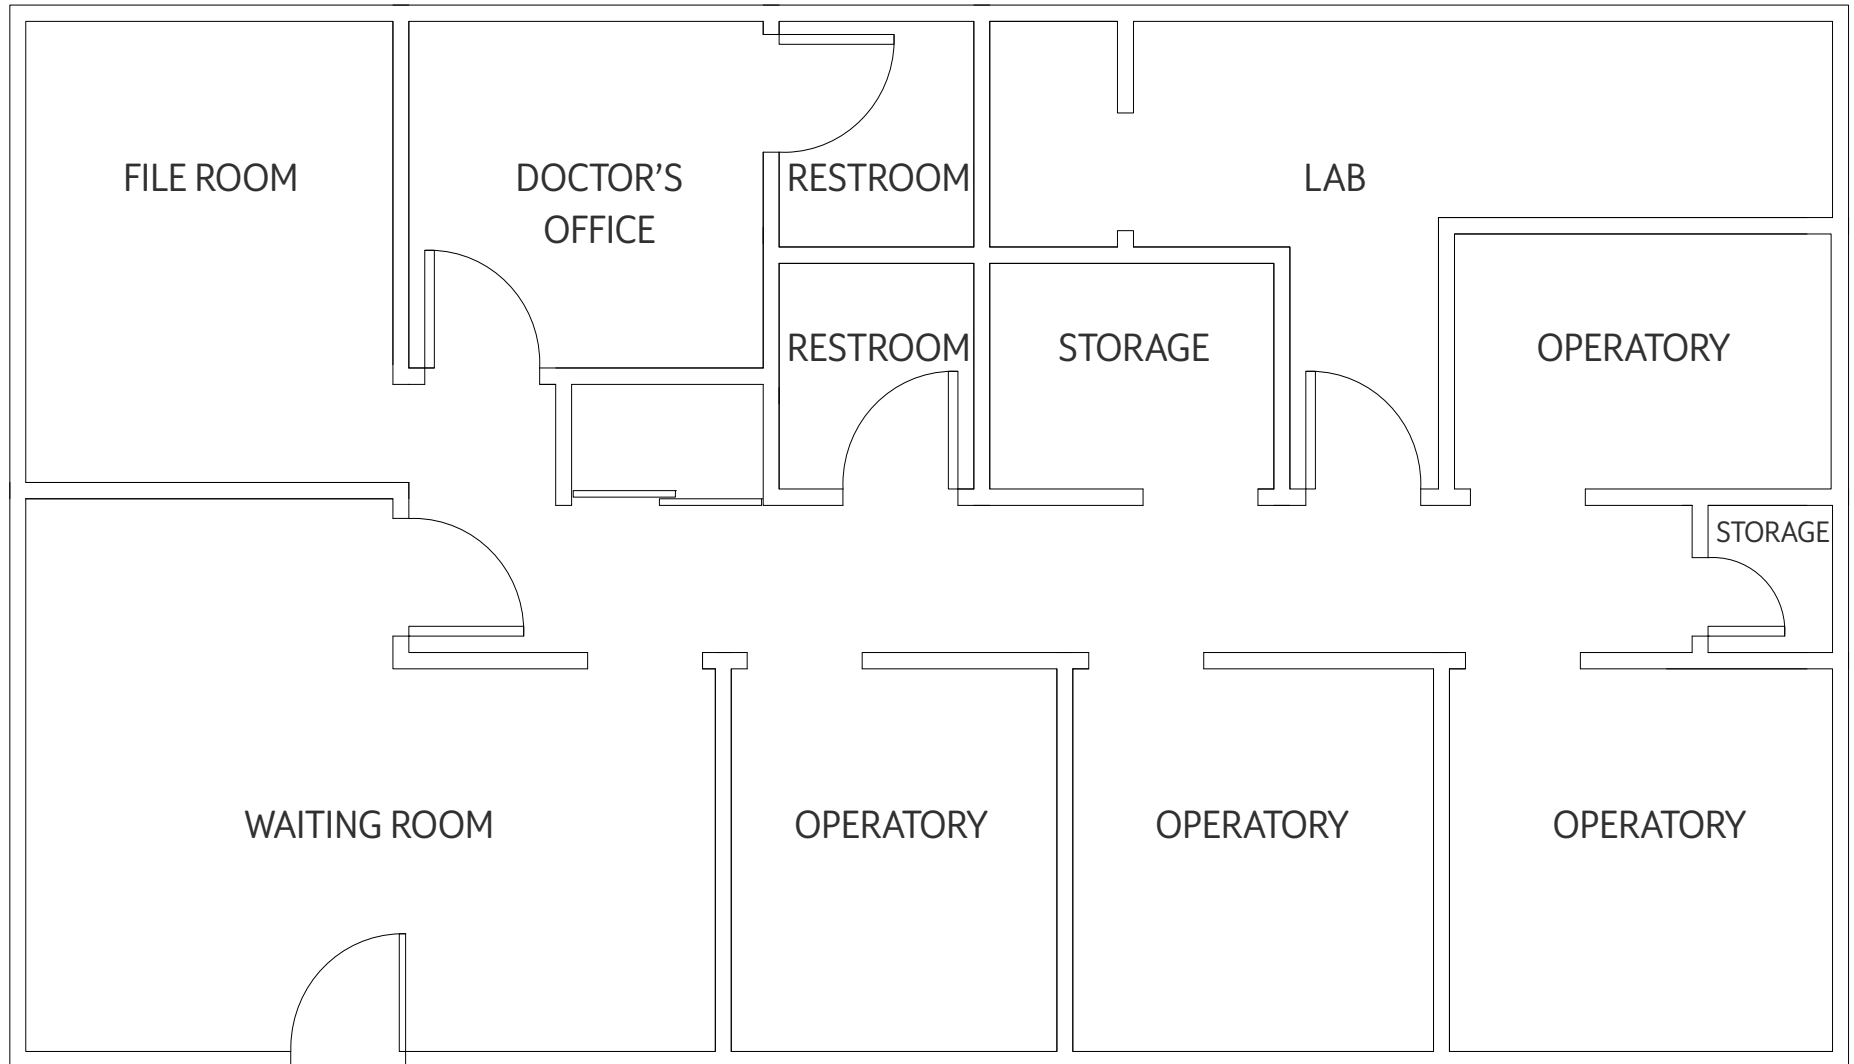 FILE ROOM
DOCTOR’S
OFFICE
RESTROOM
LAB
RESTROOM
STORAGE
OPERATORY
STORAGE
WAITING ROOM
OPERATORY
OPERATORY
OPERATORY